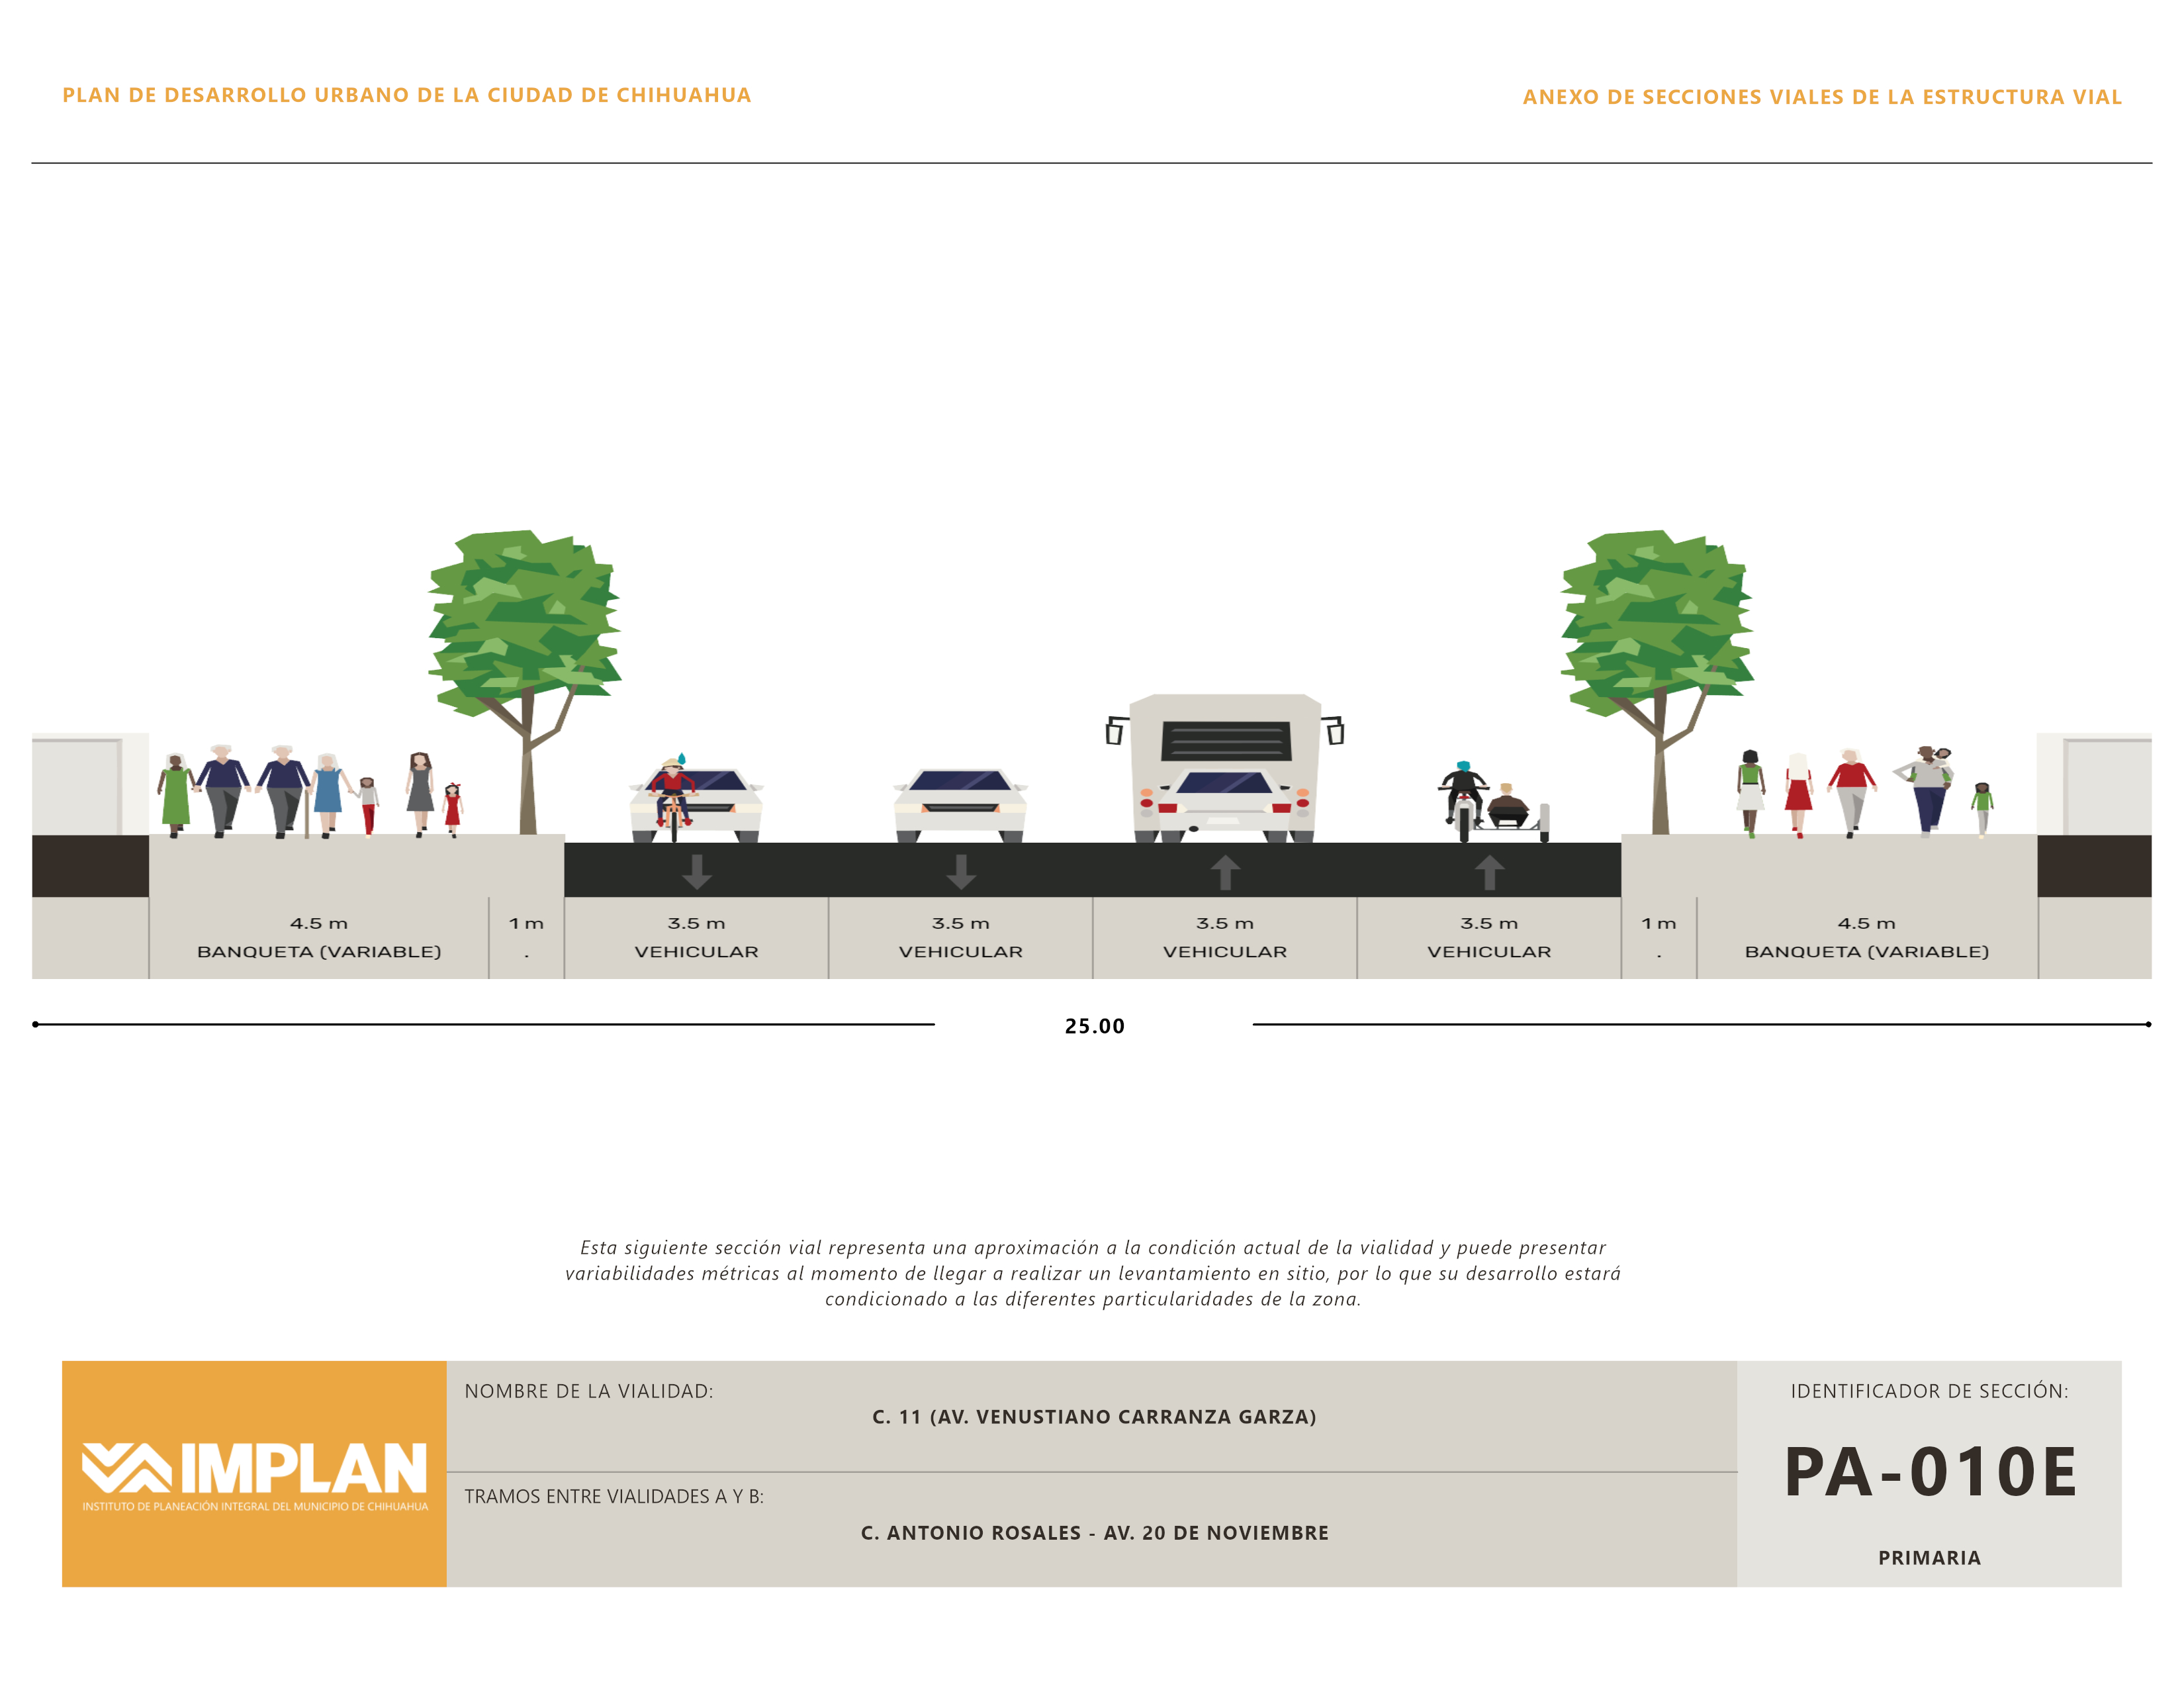 PLAN DE DESARROLLO URBANO DE LA CIUDAD DE CHIHUAHUA
ANEXO DE SECCIONES VIALES DE LA ESTRUCTURA VIAL
4.5 m 1 m 3.5 m 3.5 m 3.5 m 3.5 m 1 m 4.5 m
BANQUETA (VARIABLE) . VEHICULAR VEHICULAR VEHICULAR VEHICULAR . BANQUETA (VARIABLE)
25.00
Esta siguiente sección vial representa una aproximación a la condición actual de la vialidad y puede presentar
variabilidades métricas al momento de llegar a realizar un levantamiento en sitio, por lo que su desarrollo estará
condicionado a las diferentes particularidades de la zona.
IMPLAN
INSTITUTO DE PLANEACIÓN INTEGRAL DEL MUNICIPIO DE CHIHUAHUA
NOMBRE DE LA VIALIDAD:
C. 11 (AV. VENUSTIANO CARRANZA GARZA)
TRAMOS ENTRE VIALIDADES A Y B:
C. ANTONIO ROSALES - AV. 20 DE NOVIEMBRE
IDENTIFICADOR DE SECCIÓN:
PA-010E
PRIMARIA